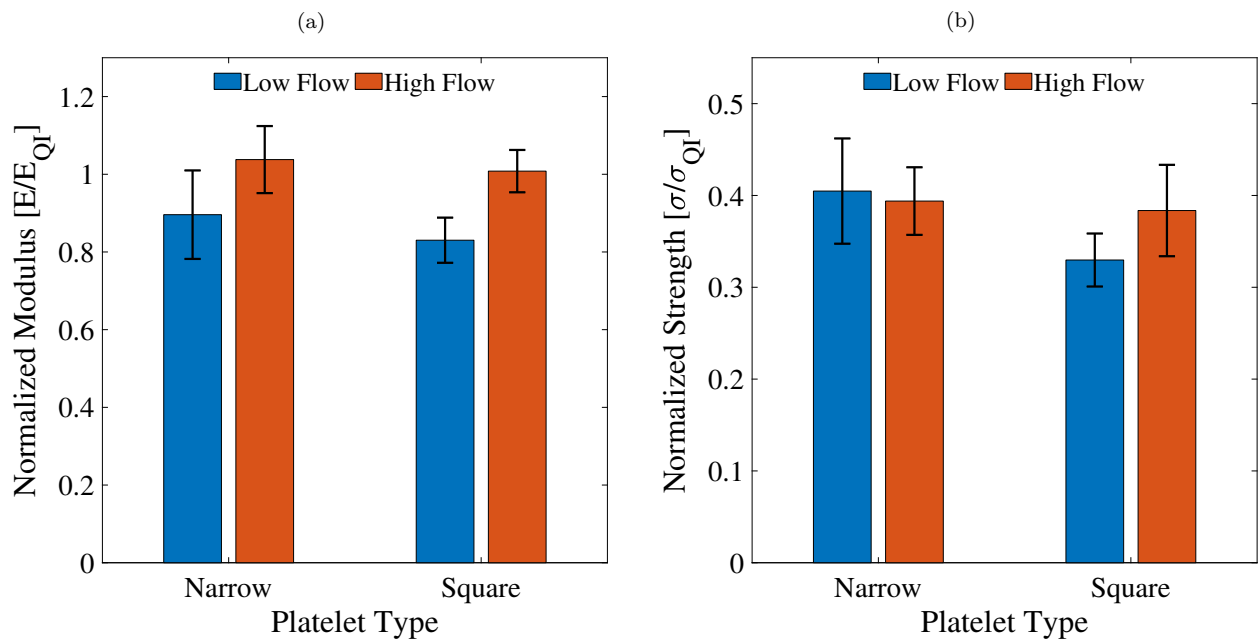 (a)
Low Flow High Flow
Normalized Modulus [E/E_QI]
1.2
1
0.8
0.6
0.4
0.2
0
Narrow Square
Platelet Type
(b)
Low Flow High Flow
Normalized Strength [σ/σ_QI]
0.5
0.4
0.3
0.2
0.1
0
Narrow Square
Platelet Type